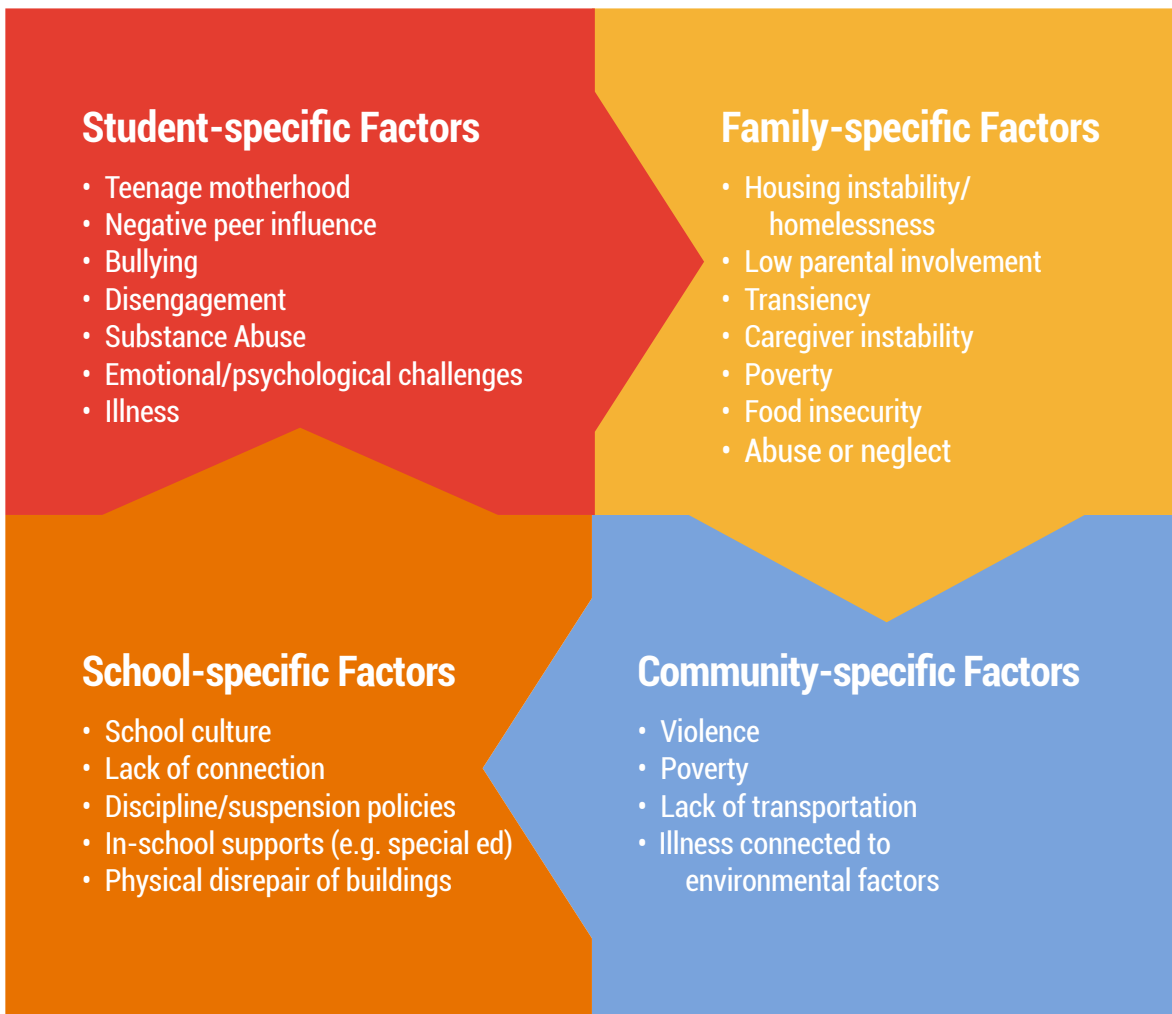 Student-specific Factors
• Teenage motherhood
• Negative peer influence
• Bullying
• Disengagement
• Substance Abuse
• Emotional/psychological challenges
• Illness
Family-specific Factors
• Housing instability/
homelessness
• Low parental involvement
• Transiency
• Caregiver instability
• Poverty
• Food insecurity
• Abuse or neglect
School-specific Factors
• School culture
• Lack of connection
• Discipline/suspension policies
• In-school supports (e.g. special ed)
• Physical disrepair of buildings
Community-specific Factors
• Violence
• Poverty
• Lack of transportation
• Illness connected to
environmental factors